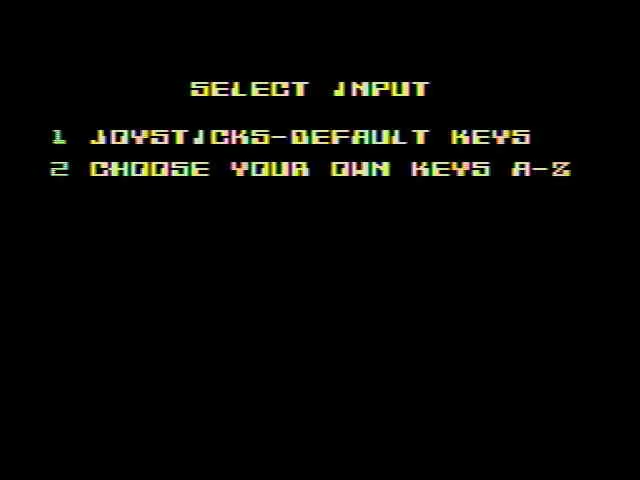 SELECT INPUT
1 JOYSTICKS-DEFAULT KEYS
2 CHOOSE YOUR OWN KEYS A-Z